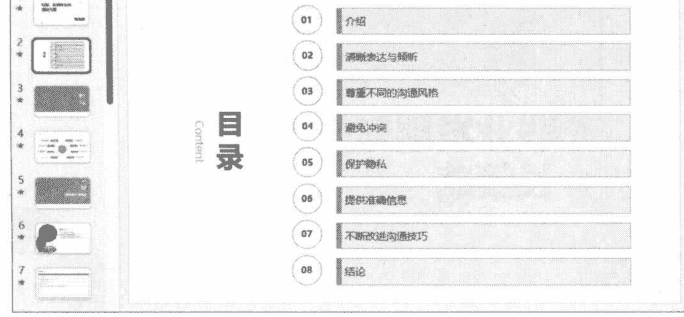 2
3
4
5
6
7
目录
Content
01 介绍
02 清晰表达与倾听
03 尊重不同的沟通风格
04 避免冲突
05 保护隐私
06 提供准确信息
07 不断改进沟通技巧
08 结论